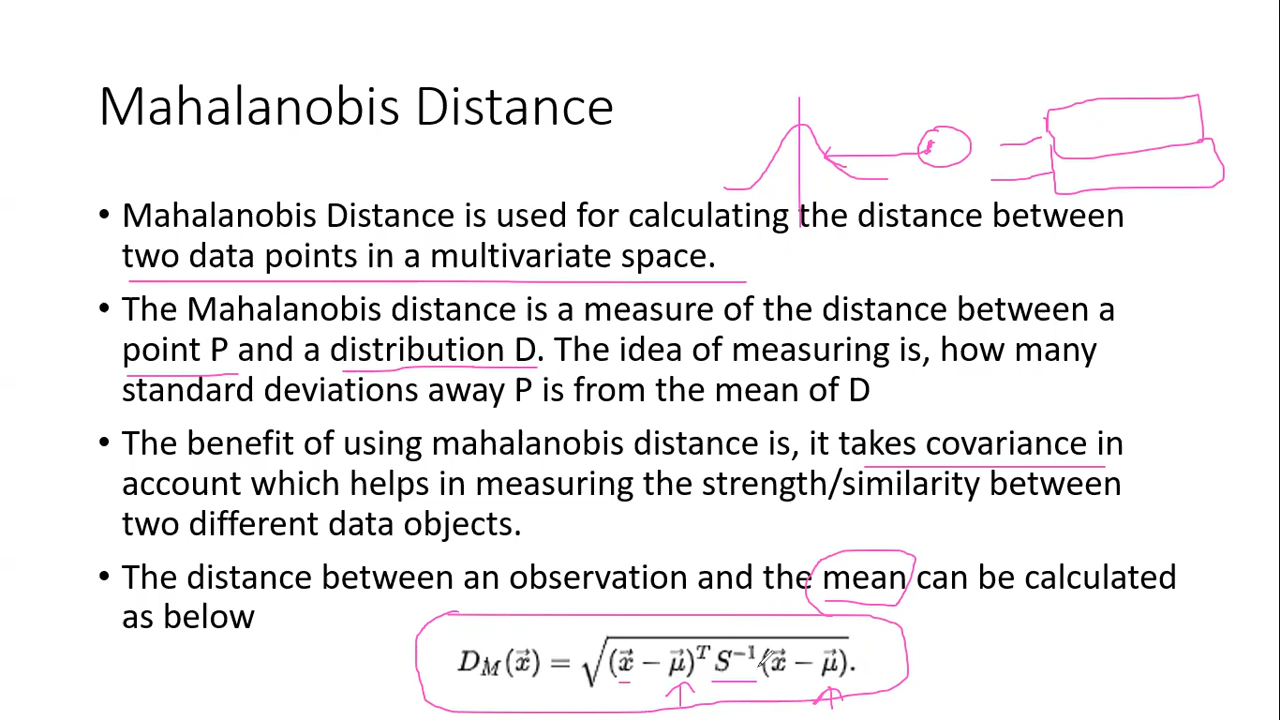 Mahalanobis Distance
• Mahalanobis Distance is used for calculating the distance between
two data points in a multivariate space.
• The Mahalanobis distance is a measure of the distance between a
point P and a distribution D. The idea of measuring is, how many
standard deviations away P is from the mean of D
• The benefit of using mahalanobis distance is, it takes covariance in
account which helps in measuring the strength/similarity between
two different data objects.
• The distance between an observation and the mean can be calculated
as below
D_M(x⃗) = √((x⃗ − μ⃗)^T S^−1 (x⃗ − μ⃗)).